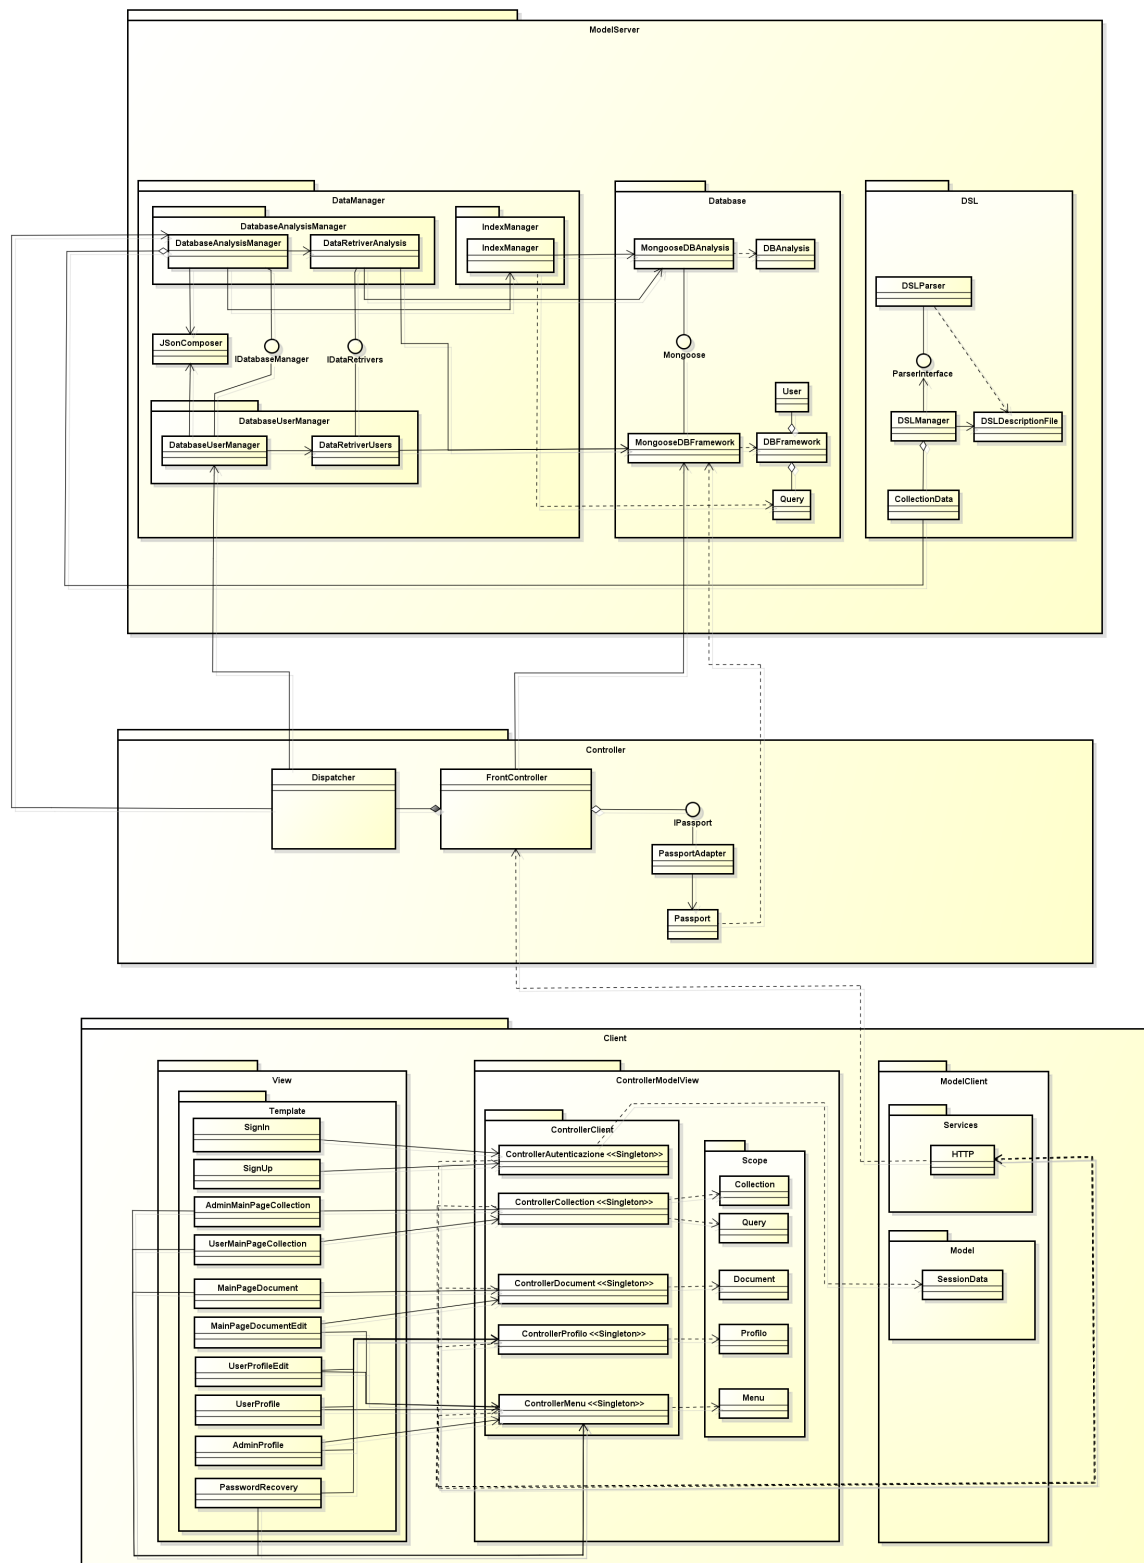 ModelServer
DataManager
DatabaseAnalysisManager
DatabaseAnalysisManager
DataRetriverAnalysis
IndexManager
IndexManager
JSonComposer
IDatabaseManager
IDataRetrivers
DatabaseUserManager
DatabaseUserManager
DataRetriverUsers
Database
MongooseDBAnalysis
DBAnalysis
Mongoose
User
MongooseDBFramework
DBFramework
Query
DSL
DSLParser
ParserInterface
DSLManager
DSLDescriptionFile
CollectionData
Controller
Dispatcher
FrontController
IPassport
PassportAdapter
Passport
Client
View
Template
SignIn
SignUp
AdminMainPageCollection
UserMainPageCollection
MainPageDocument
MainPageDocumentEdit
UserProfileEdit
UserProfile
AdminProfile
PasswordRecovery
ControllerModelView
ControllerClient
ControllerAutenticazione <<Singleton>>
ControllerCollection <<Singleton>>
ControllerDocument <<Singleton>>
ControllerProfilo <<Singleton>>
ControllerMenu <<Singleton>>
Scope
Collection
Query
Document
Profilo
Menu
ModelClient
Services
HTTP
Model
SessionData